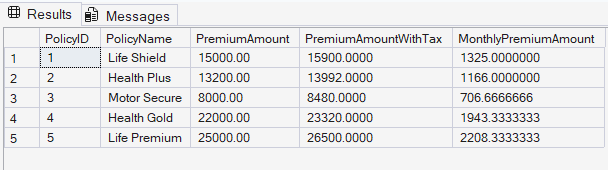 Results Messages
PolicyID PolicyName PremiumAmount PremiumAmountWithTax MonthlyPremiumAmount
1 1 Life Shield 15000.00 15900.0000 1325.0000000
2 2 Health Plus 13200.00 13992.0000 1166.0000000
3 3 Motor Secure 8000.00 8480.0000 706.6666666
4 4 Health Gold 22000.00 23320.0000 1943.3333333
5 5 Life Premium 25000.00 26500.0000 2208.3333333